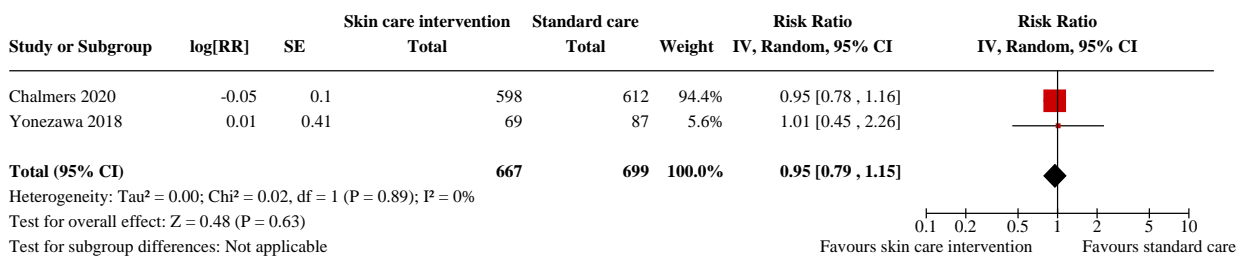 Skin care intervention Standard care Risk Ratio Risk Ratio
Study or Subgroup log[RR] SE Total Total Weight IV, Random, 95% CI IV, Random, 95% CI
Chalmers 2020 -0.05 0.1 598 612 94.4% 0.95 [0.78 , 1.16]
Yonezawa 2018 0.01 0.41 69 87 5.6% 1.01 [0.45 , 2.26]
Total (95% CI) 667 699 100.0% 0.95 [0.79 , 1.15]
Heterogeneity: Tau² = 0.00; Chi² = 0.02, df = 1 (P = 0.89); I² = 0%
Test for overall effect: Z = 0.48 (P = 0.63)
0.1 0.2 0.5 1 2 5 10
Test for subgroup differences: Not applicable
Favours skin care intervention Favours standard care